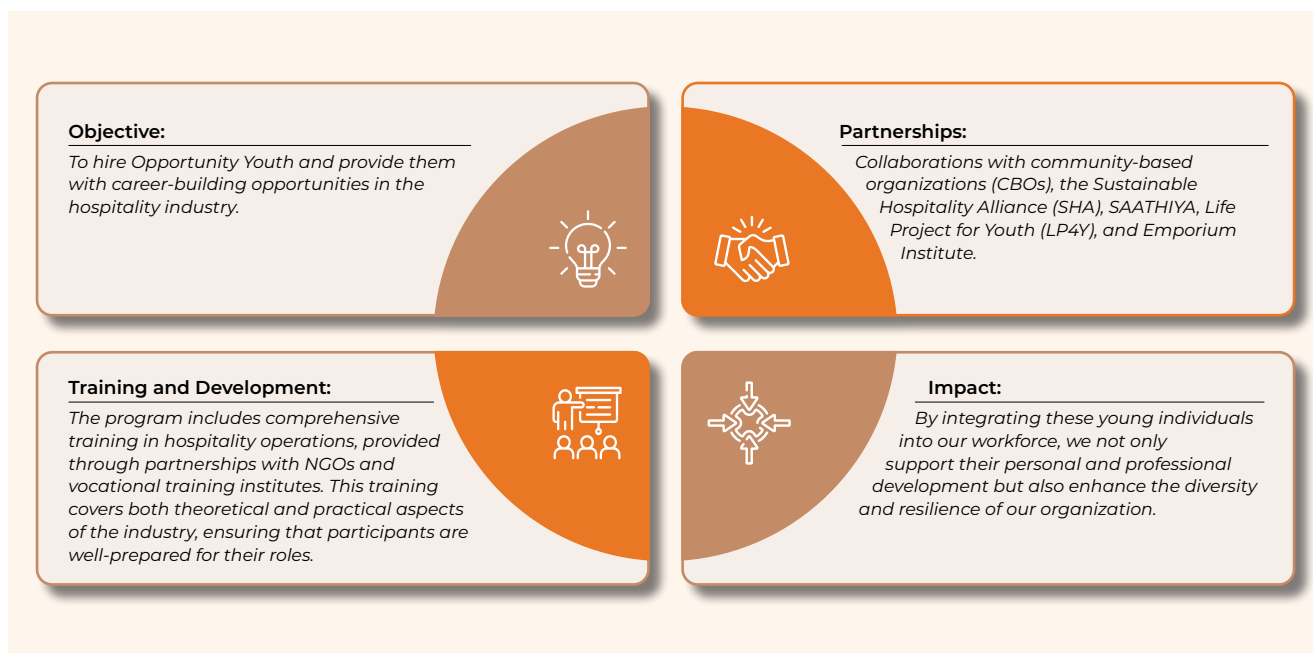 Objective:
To hire Opportunity Youth and provide them
with career-building opportunities in the
hospitality industry.
Partnerships:
Collaborations with community-based
organizations (CBOs), the Sustainable
Hospitality Alliance (SHA), SAATHIYA, Life
Project for Youth (LP4Y), and Emporium
Institute.
Training and Development:
The program includes comprehensive
training in hospitality operations, provided
through partnerships with NGOs and
vocational training institutes. This training
covers both theoretical and practical aspects
of the industry, ensuring that participants are
well-prepared for their roles.
Impact:
By integrating these young individuals
into our workforce, we not only
support their personal and professional
development but also enhance the diversity
and resilience of our organization.